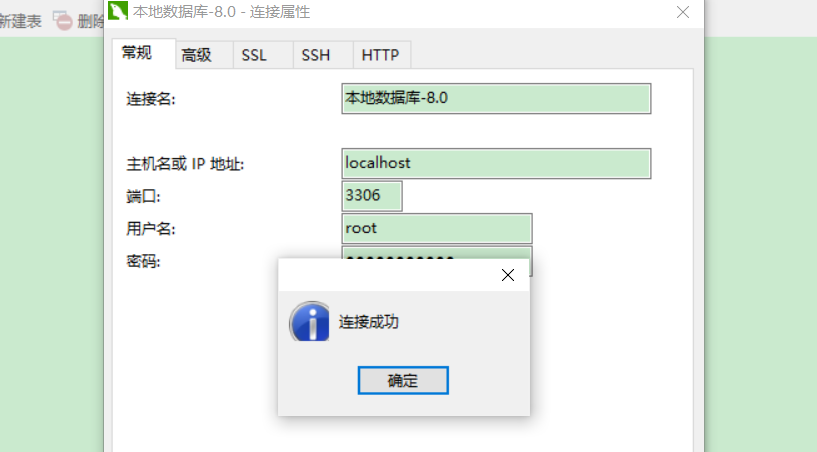 新建表 删除
本地数据库-8.0 - 连接属性
常规 高级 SSL SSH HTTP
连接名: 本地数据库-8.0
主机名或 IP 地址: localhost
端口: 3306
用户名: root
密码:
连接成功
确定